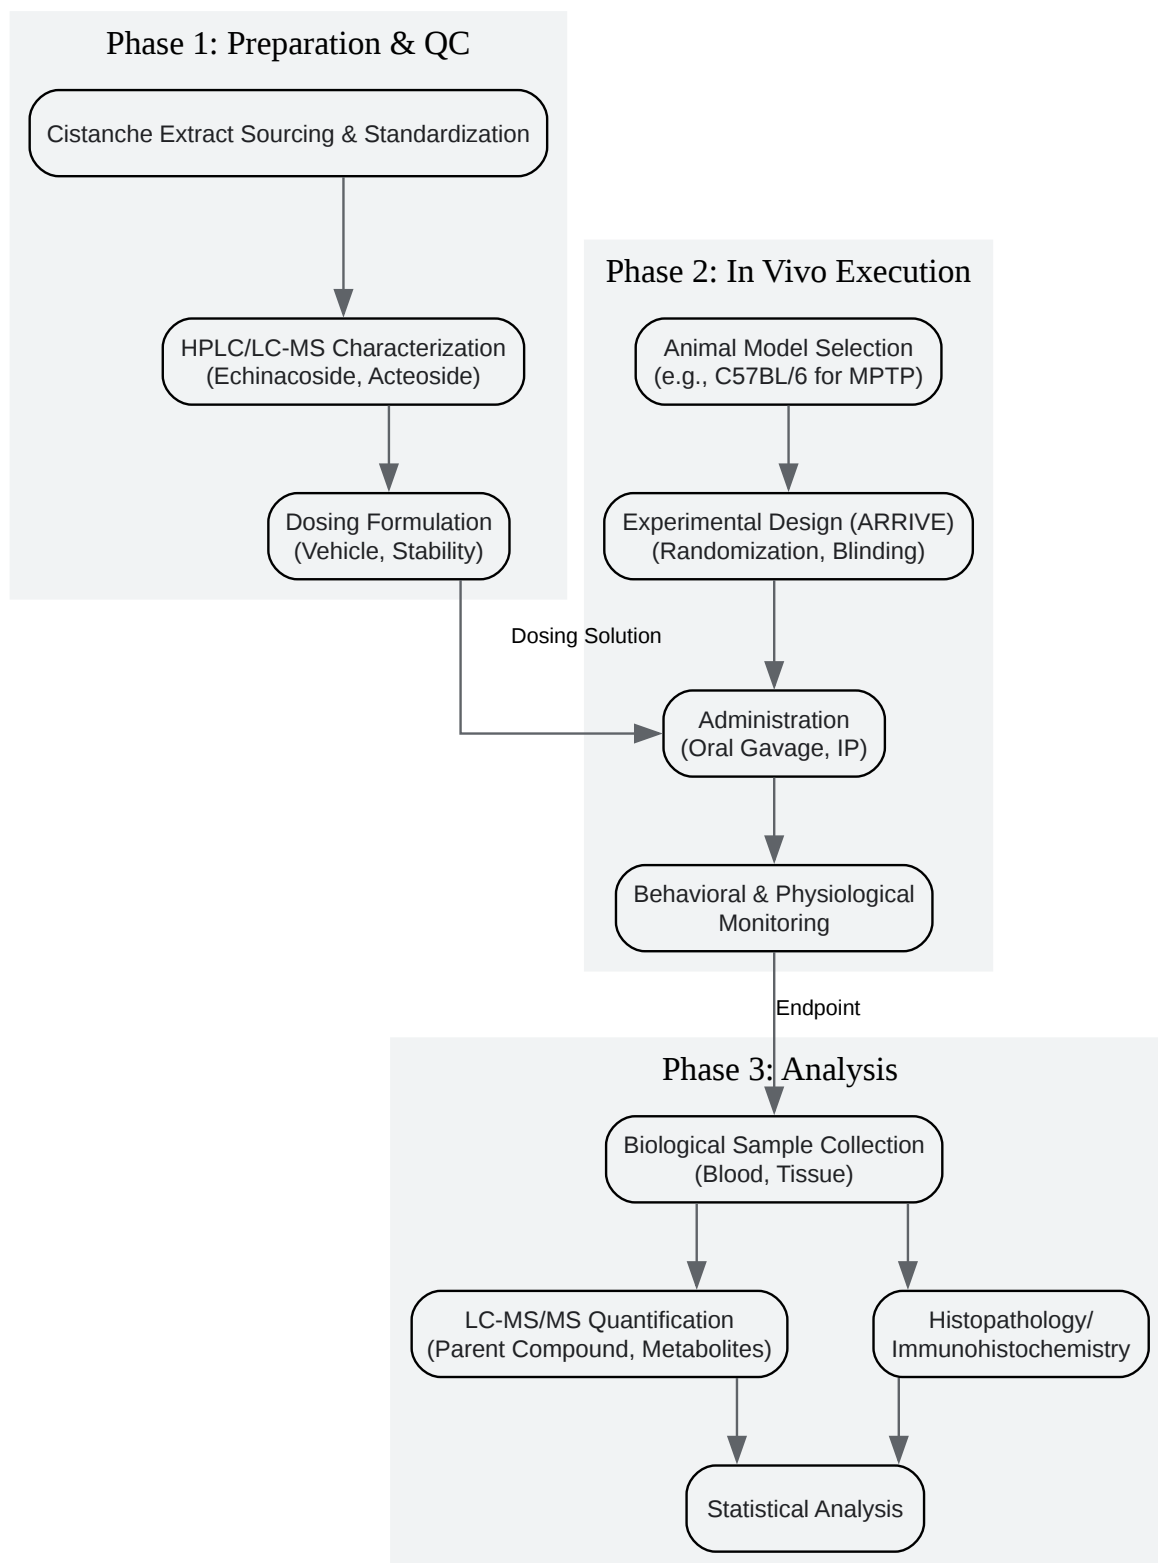 Phase 1: Preparation & QC
Cistanche Extract Sourcing & Standardization
HPLC/LC-MS Characterization
(Echinacoside, Acteoside)
Dosing Formulation
(Vehicle, Stability)
Dosing Solution
Phase 2: In Vivo Execution
Animal Model Selection
(e.g., C57BL/6 for MPTP)
Experimental Design (ARRIVE)
(Randomization, Blinding)
Administration
(Oral Gavage, IP)
Behavioral & Physiological
Monitoring
Endpoint
Phase 3: Analysis
Biological Sample Collection
(Blood, Tissue)
LC-MS/MS Quantification
(Parent Compound, Metabolites)
Histopathology/
Immunohistochemistry
Statistical Analysis